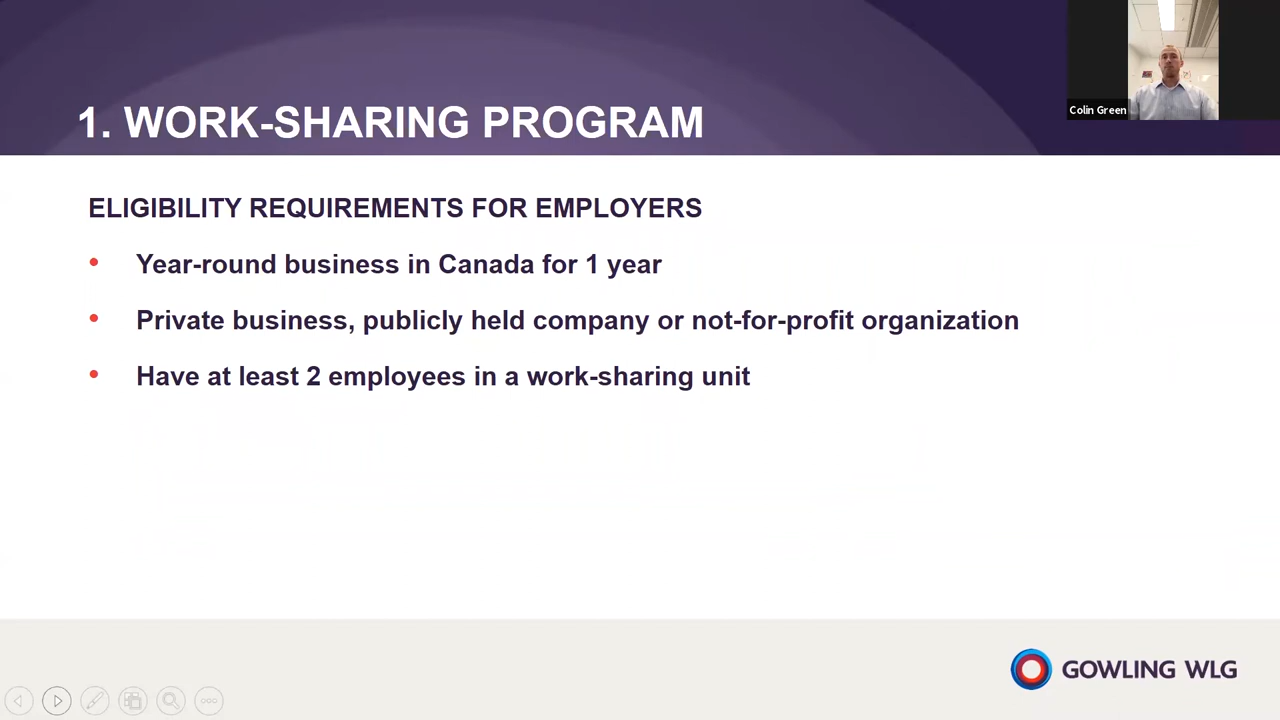 Colin Green
1. WORK-SHARING PROGRAM
ELIGIBILITY REQUIREMENTS FOR EMPLOYERS
• Year-round business in Canada for 1 year
• Private business, publicly held company or not-for-profit organization
• Have at least 2 employees in a work-sharing unit
GOWLING WLG